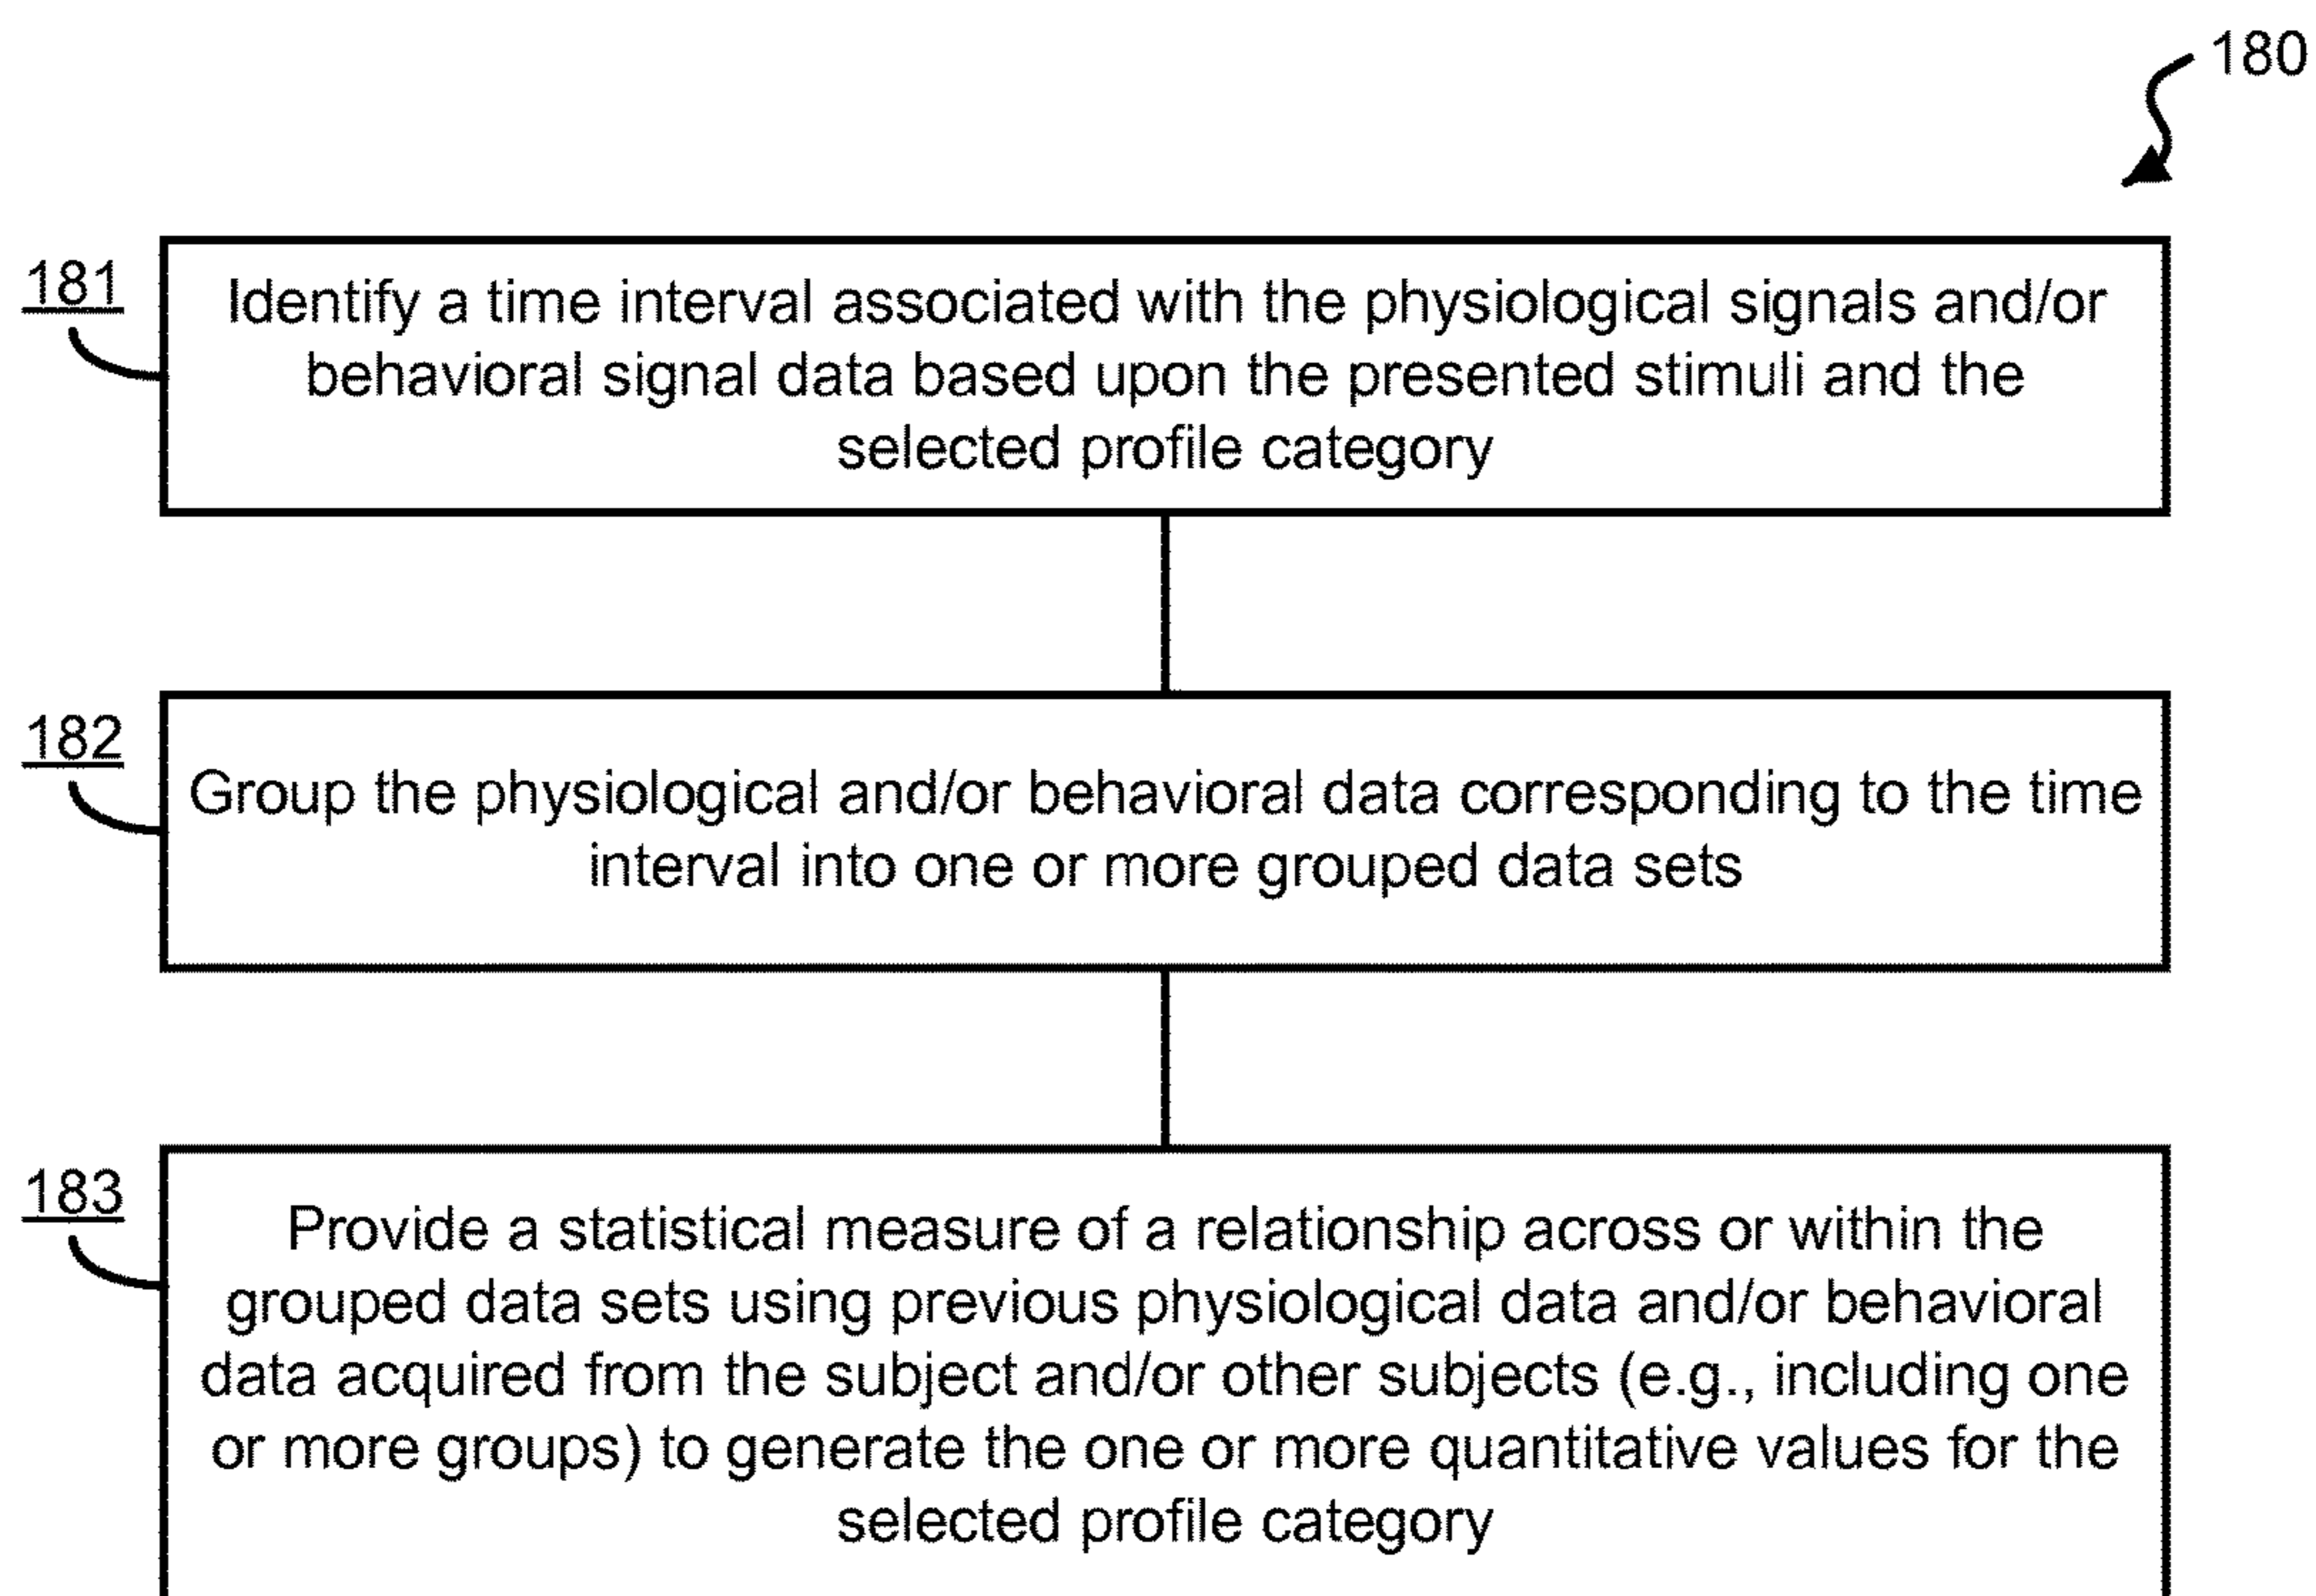 180
181
Identify a time interval associated with the physiological signals and/or
behavioral signal data based upon the presented stimuli and the
selected profile category
182
Group the physiological and/or behavioral data corresponding to the time
interval into one or more grouped data sets
183
Provide a statistical measure of a relationship across or within the
grouped data sets using previous physiological data and/or behavioral
data acquired from the subject and/or other subjects (e.g., including one
or more groups) to generate the one or more quantitative values for the
selected profile category